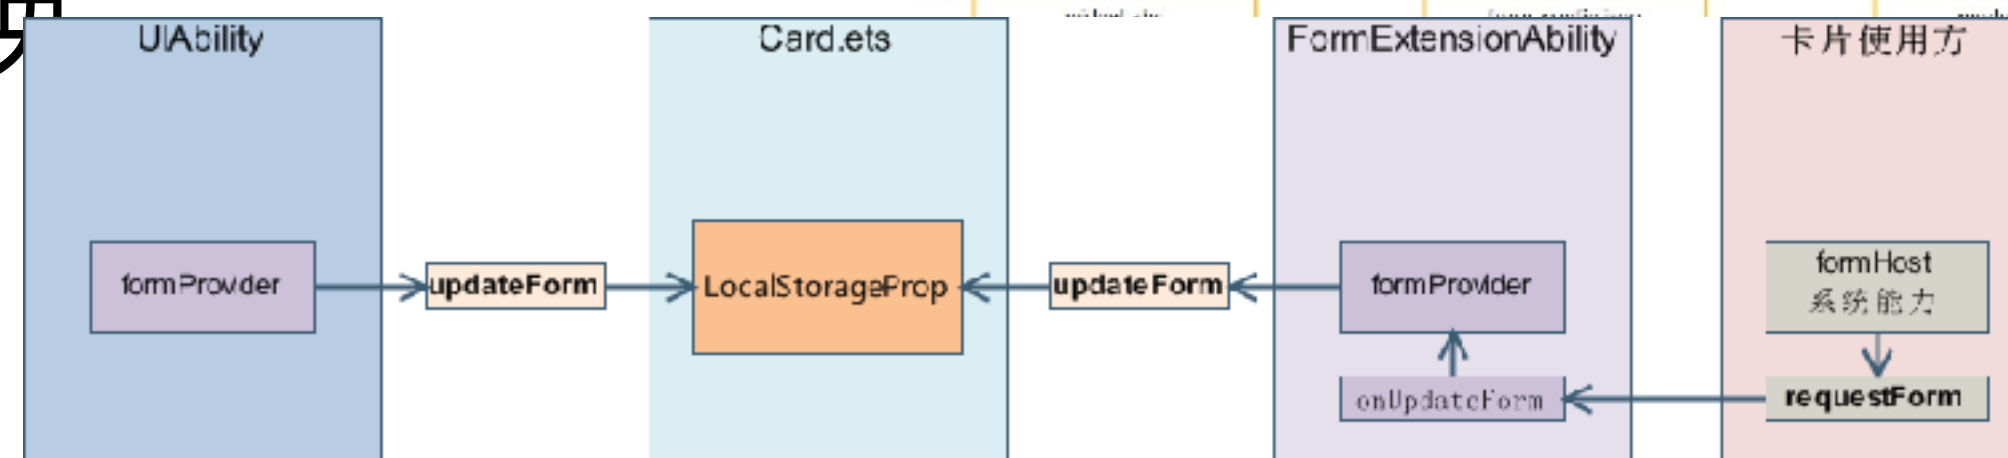 UIAbility
Card.ets
FormExtensionAbility
卡片使用方
formProvider
updateForm
LocalStorageProp
updateForm
formProvider
formHost
系统能力
onUpdateForm
requestForm